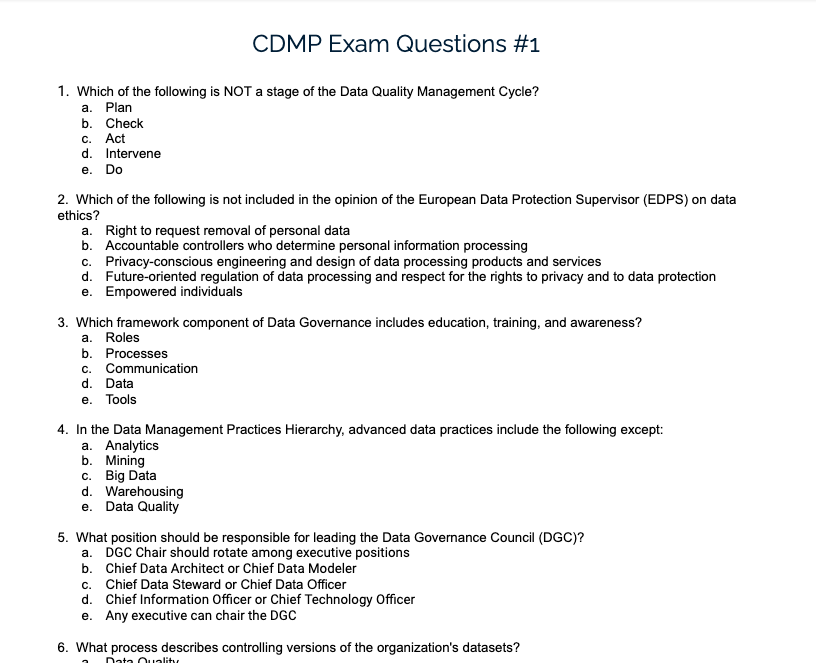 CDMP Exam Questions #1
1. Which of the following is NOT a stage of the Data Quality Management Cycle?
a. Plan
b. Check
c. Act
d. Intervene
e. Do
2. Which of the following is not included in the opinion of the European Data Protection Supervisor (EDPS) on data
ethics?
a. Right to request removal of personal data
b. Accountable controllers who determine personal information processing
c. Privacy-conscious engineering and design of data processing products and services
d. Future-oriented regulation of data processing and respect for the rights to privacy and to data protection
e. Empowered individuals
3. Which framework component of Data Governance includes education, training, and awareness?
a. Roles
b. Processes
c. Communication
d. Data
e. Tools
4. In the Data Management Practices Hierarchy, advanced data practices include the following except:
a. Analytics
b. Mining
c. Big Data
d. Warehousing
e. Data Quality
5. What position should be responsible for leading the Data Governance Council (DGC)?
a. DGC Chair should rotate among executive positions
b. Chief Data Architect or Chief Data Modeler
c. Chief Data Steward or Chief Data Officer
d. Chief Information Officer or Chief Technology Officer
e. Any executive can chair the DGC
6. What process describes controlling versions of the organization's datasets?
a. Data Quality